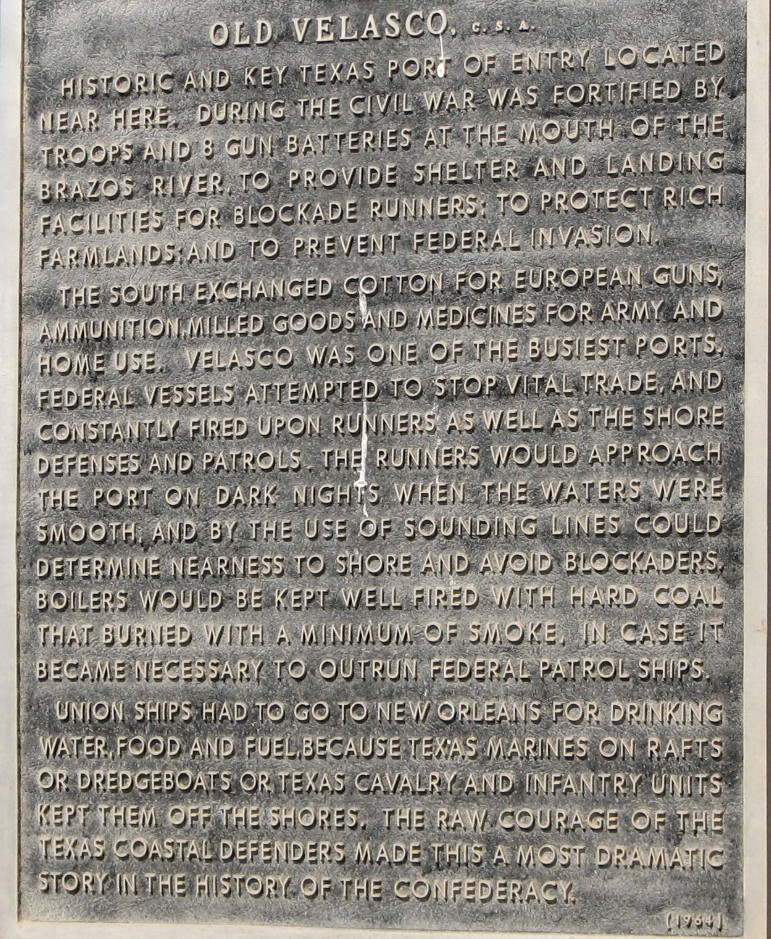 OLD VELASCO, C.S.A.
HISTORIC AND KEY TEXAS PORT OF ENTRY LOCATED
NEAR HERE. DURING THE CIVIL WAR WAS FORTIFIED BY
TROOPS AND 8 GUN BATTERIES AT THE MOUTH OF THE
BRAZOS RIVER, TO PROVIDE SHELTER AND LANDING
FACILITIES FOR BLOCKADE RUNNERS; TO PROTECT RICH
FARMLANDS; AND TO PREVENT FEDERAL INVASION.
THE SOUTH EXCHANGED COTTON FOR EUROPEAN GUNS,
AMMUNITION, MILLED GOODS AND MEDICINES FOR ARMY AND
HOME USE. VELASCO WAS ONE OF THE BUSIEST PORTS.
FEDERAL VESSELS ATTEMPTED TO STOP VITAL TRADE, AND
CONSTANTLY FIRED UPON RUNNERS AS WELL AS THE SHORE
DEFENSES AND PATROLS. THE RUNNERS WOULD APPROACH
THE PORT ON DARK NIGHTS WHEN THE WATERS WERE
SMOOTH, AND BY THE USE OF SOUNDING LINES COULD
DETERMINE NEARNESS TO SHORE AND AVOID BLOCKADERS.
BOILERS WOULD BE KEPT WELL FIRED WITH HARD COAL
THAT BURNED WITH A MINIMUM OF SMOKE, IN CASE IT
BECAME NECESSARY TO OUTRUN FEDERAL PATROL SHIPS.
UNION SHIPS HAD TO GO TO NEW ORLEANS FOR DRINKING
WATER, FOOD AND FUEL, BECAUSE TEXAS MARINES ON RAFTS
OR DREDGEBOATS OR TEXAS CAVALRY AND INFANTRY UNITS
KEPT THEM OFF THE SHORES. THE RAW COURAGE OF THE
TEXAS COASTAL DEFENDERS MADE THIS A MOST DRAMATIC
STORY IN THE HISTORY OF THE CONFEDERACY.
(1964)